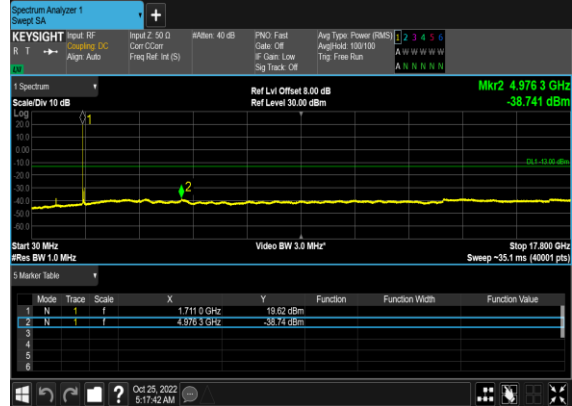 Spectrum Analyzer 1
Swept SA
+
KEYSIGHT Input: RF Input Z: 50 Ω #Atten: 40 dB PNO: Fast Avg Type: Power (RMS) 1 2 3 4 5 6
R T Coupling: DC Corr CCorr Gate: Off Avg|Hold: 100/100 A W W W W W
Align: Auto Freq Ref: Int (S) IF Gain: Low Trig: Free Run
Sig Track: Off A N N N N N
1 Spectrum
Scale/Div 10 dB
Ref Lvl Offset 8.00 dB
Ref Level 30.00 dBm
Mkr2 4.976 3 GHz
-38.741 dBm
Log
20.0
10.0
0.00
-10.0
-20.0
-30.0
-40.0
-50.0
-60.0
1
2
DL1 -13.00 dBm
Start 30 MHz Video BW 3.0 MHz* Stop 17.800 GHz
#Res BW 1.0 MHz Sweep ~35.1 ms (40001 pts)
5 Marker Table
Mode Trace Scale X Y Function Function Width Function Value
1 N 1 f 1.711 0 GHz 19.62 dBm
2 N 1 f 4.976 3 GHz -38.74 dBm
3
4
5
6
?
Oct 25, 2022
5:17:42 AM